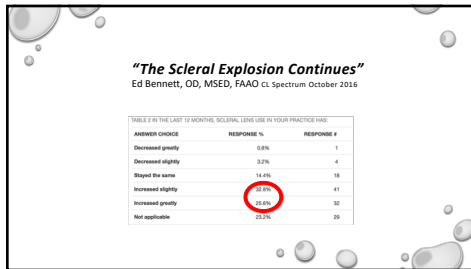 “The Scleral Explosion Continues”
Ed Bennett, OD, MSED, FAAO CL Spectrum October 2016
TABLE 2 IN THE LAST 12 MONTHS, SCLERAL LENS USE IN YOUR PRACTICE HAS:
ANSWER CHOICE RESPONSE % RESPONSE #
Decreased greatly 0.8% 1
Decreased slightly 3.2% 4
Stayed the same 14.4% 18
Increased slightly 32.8% 41
Increased greatly 25.6% 32
Not applicable 23.2% 29